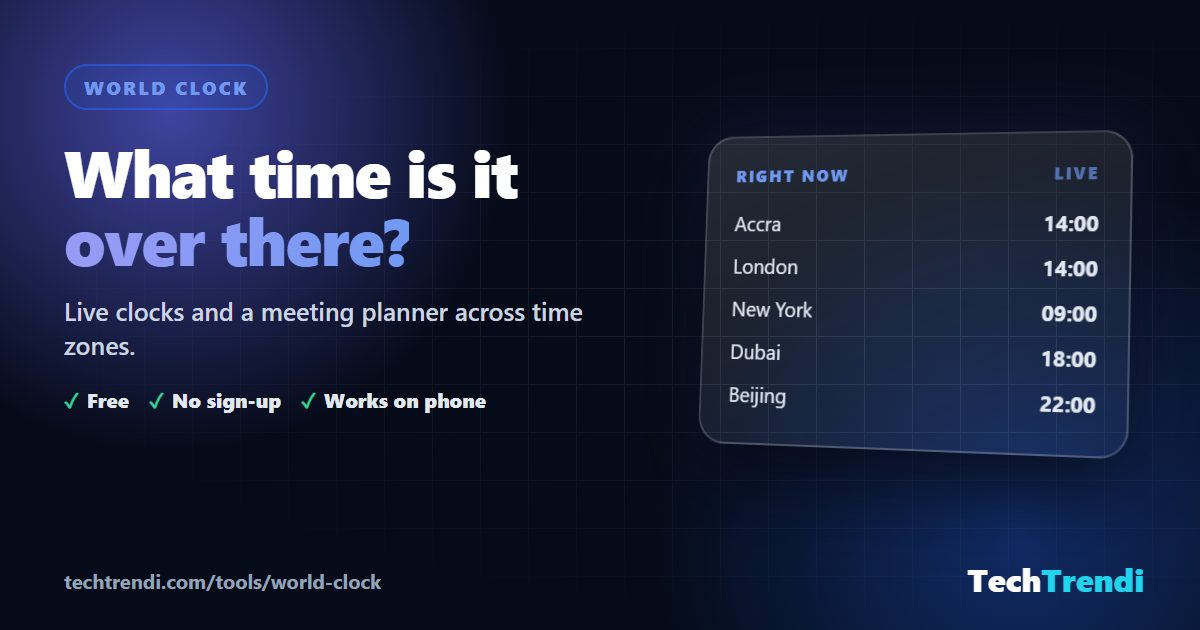 WORLD CLOCK
What time is it
over there?
Live clocks and a meeting planner across time
zones.
✓ Free ✓ No sign-up ✓ Works on phone
RIGHT NOW LIVE
Accra 14:00
London 14:00
New York 09:00
Dubai 18:00
Beijing 22:00
techtrendi.com/tools/world-clock
TechTrendi